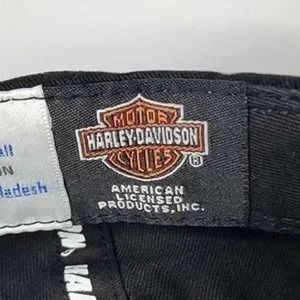 MOTOR
HARLEY-DAVIDSON
CYCLES ®
AMERICAN
LICENSED
PRODUCTS, INC.